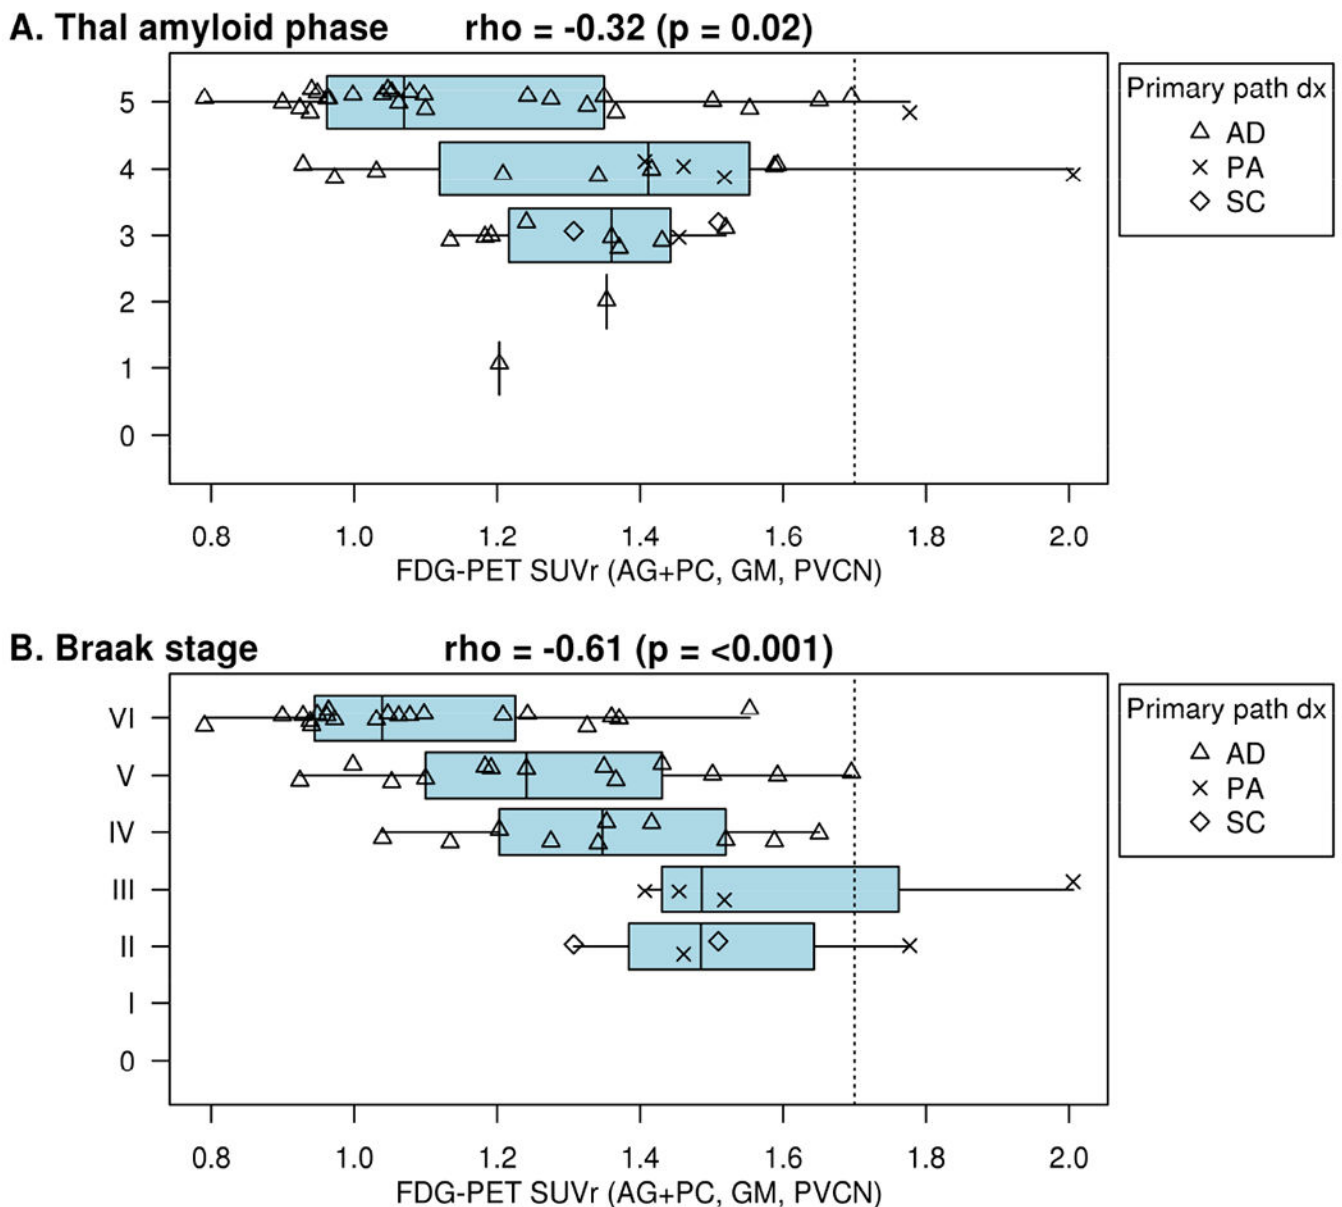 A. Thal amyloid phase rho = -0.32 (p = 0.02)
Primary path dx
AD
PA
SC
5
4
3
2
1
0
0.8 1.0 1.2 1.4 1.6 1.8 2.0
FDG-PET SUVr (AG+PC, GM, PVCN)
B. Braak stage rho = -0.61 (p = <0.001)
Primary path dx
AD
PA
SC
VI
V
IV
III
II
I
0
0.8 1.0 1.2 1.4 1.6 1.8 2.0
FDG-PET SUVr (AG+PC, GM, PVCN)